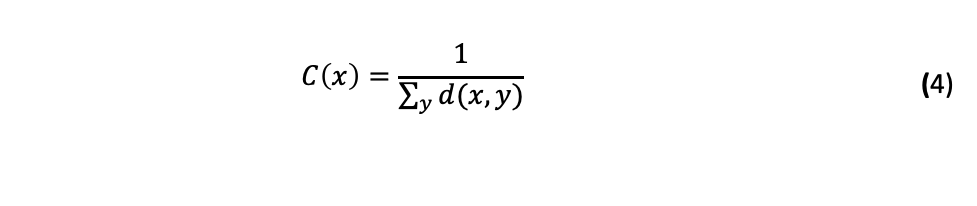 C(x) = 1 / ∑_y d(x, y) (4)